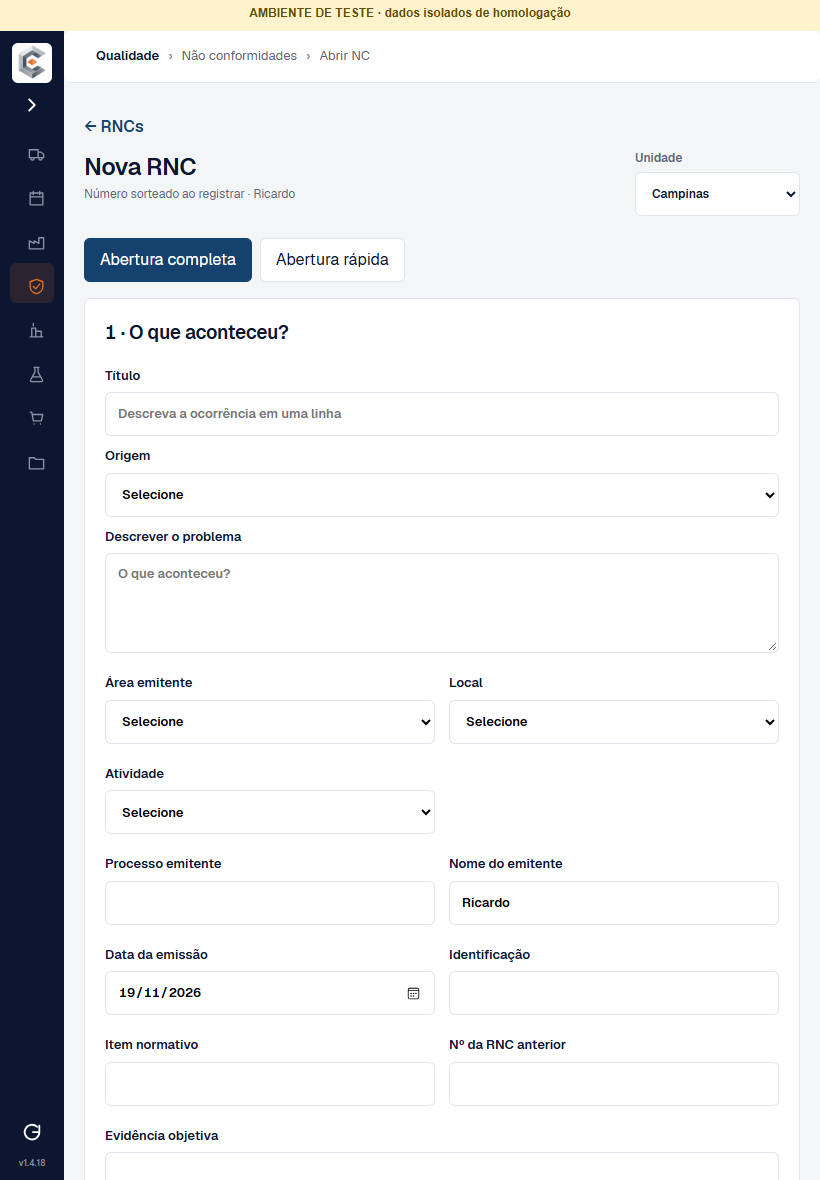 AMBIENTE DE TESTE · dados isolados de homologação
Qualidade › Não conformidades › Abrir NC
← RNCs
Nova RNC
Número sorteado ao registrar · Ricardo
Unidade
Campinas
Abertura completa
Abertura rápida
1 · O que aconteceu?
Título
Descreva a ocorrência em uma linha
Origem
Selecione
Descrever o problema
O que aconteceu?
Área emitente
Local
Selecione
Selecione
Atividade
Selecione
Processo emitente
Nome do emitente
Ricardo
Data da emissão
Identificação
19/11/2026
Item normativo
Nº da RNC anterior
Evidência objetiva
v1.4.18